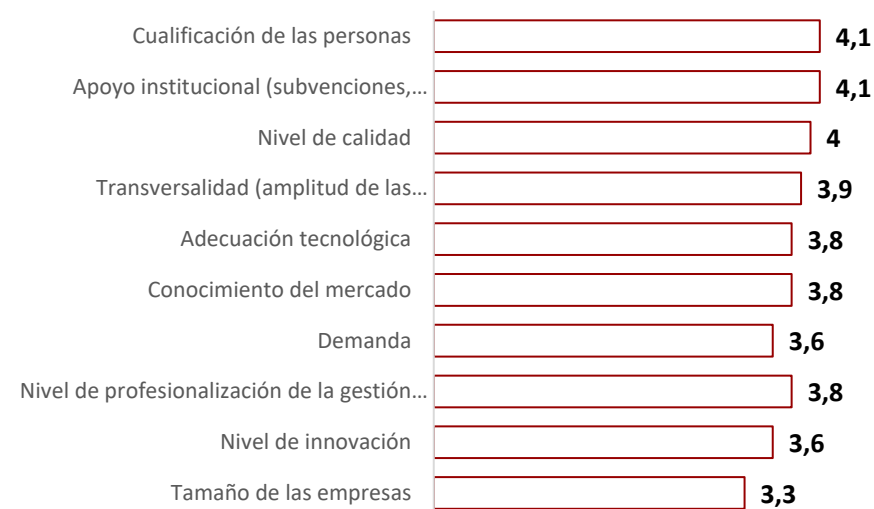 Cualificación de las personas 4,1
Apoyo institucional (subvenciones,... 4,1
Nivel de calidad 4
Transversalidad (amplitud de las... 3,9
Adecuación tecnológica 3,8
Conocimiento del mercado 3,8
Demanda 3,6
Nivel de profesionalización de la gestión... 3,8
Nivel de innovación 3,6
Tamaño de las empresas 3,3